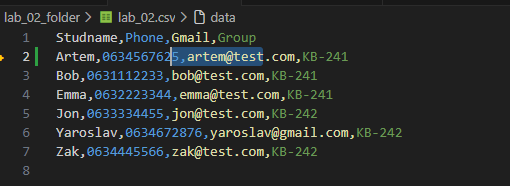 lab_02_folder > lab_02.csv > data
1 Studname,Phone,Gmail,Group
2 Artem,0634567625,artem@test.com,KB-241
3 Bob,0631112233,bob@test.com,KB-241
4 Emma,0632223344,emma@test.com,KB-241
5 Jon,0633334455,jon@test.com,KB-242
6 Yaroslav,0634672876,yaroslav@gmail.com,KB-242
7 Zak,0634445566,zak@test.com,KB-242
8